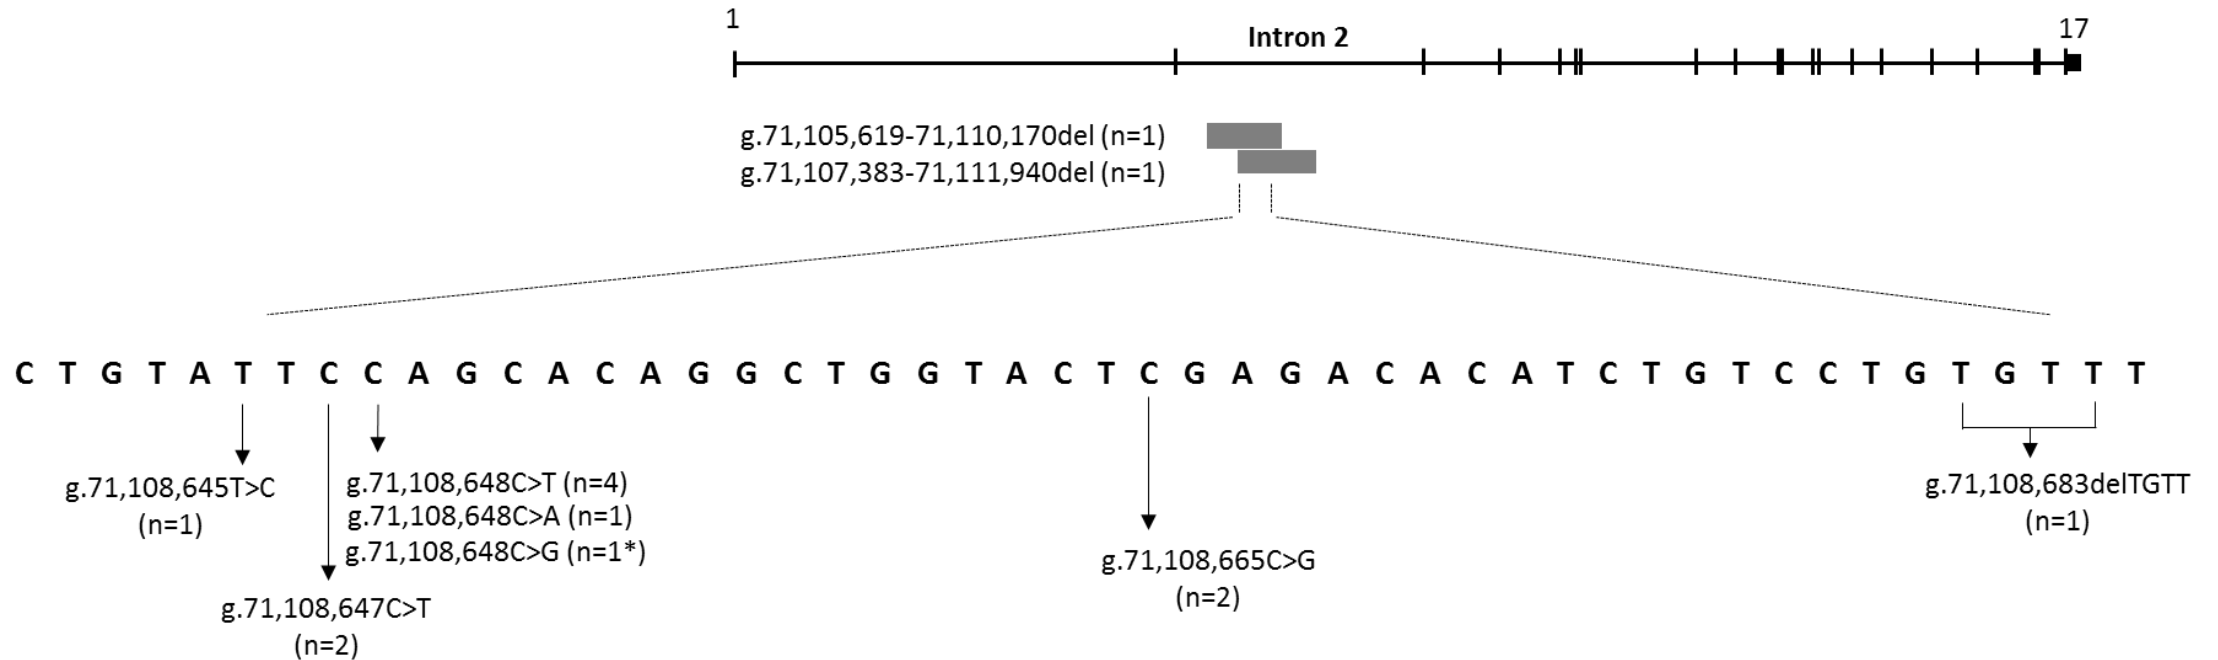 1
Intron 2
17
g.71,105,619-71,110,170del (n=1)
g.71,107,383-71,111,940del (n=1)
C T G T A T T C C A G C A C A G G C T G G T A C T C G A G A C A C A T C T G T C C T G T G T T T
g.71,108,645T>C
(n=1)
g.71,108,648C>T (n=4)
g.71,108,648C>A (n=1)
g.71,108,648C>G (n=1*)
g.71,108,647C>T
(n=2)
g.71,108,665C>G
(n=2)
g.71,108,683delTGTT
(n=1)